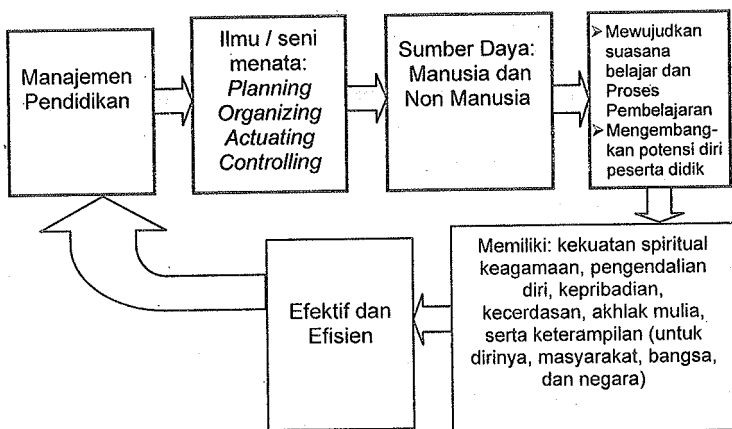 Manajemen
Pendidikan
Ilmu / seni
menata:
Planning
Organizing
Actuating
Controlling
Sumber Daya:
Manusia dan
Non Manusia
➢Mewujudkan
suasana
belajar dan
Proses
Pembelajaran
➢Mengembang-
kan potensi diri
peserta didik
Memiliki: kekuatan spiritual
keagamaan, pengendalian
diri, kepribadian,
kecerdasan, akhlak mulia,
serta keterampilan (untuk
dirinya, masyarakat, bangsa,
dan negara)
Efektif dan
Efisien